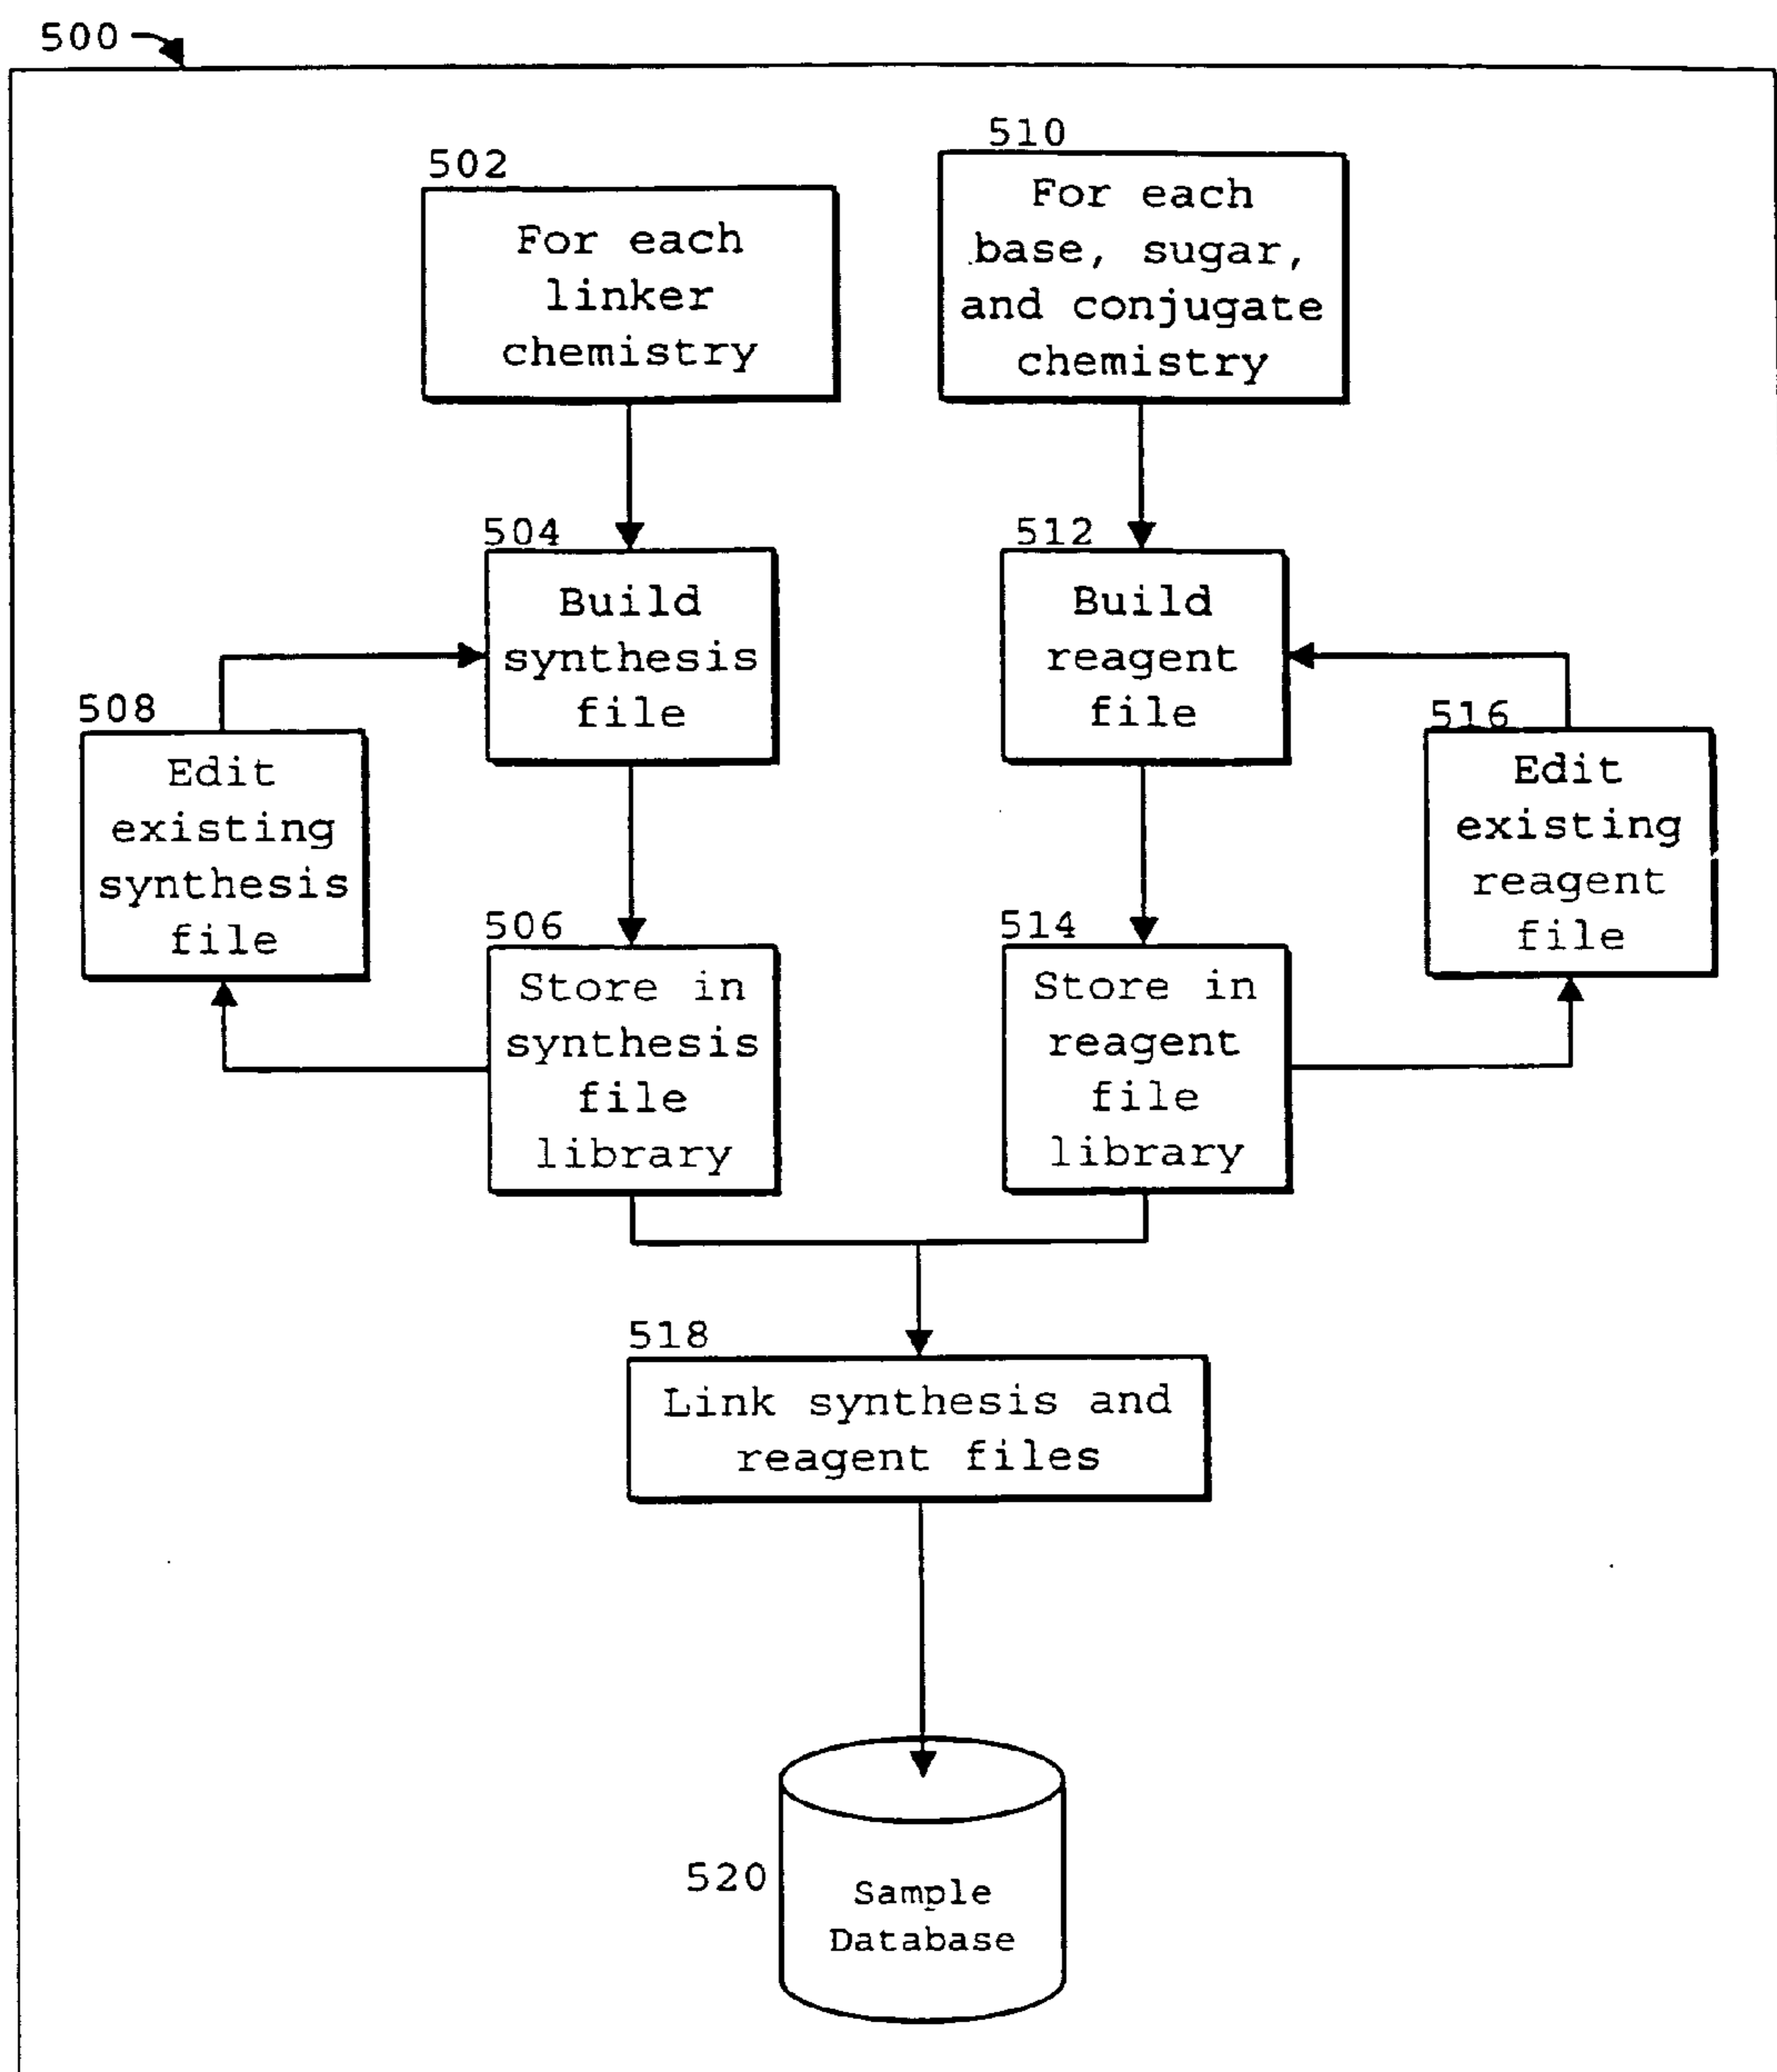 500
502
For each
linker
chemistry
510
For each
base, sugar,
and conjugate
chemistry
504
Build
synthesis
file
512
Build
reagent
file
508
Edit
existing
synthesis
file
516
Edit
existing
reagent
file
506
Store in
synthesis
file
library
514
Store in
reagent
file
library
518
Link synthesis and
reagent files
520
Sample
Database